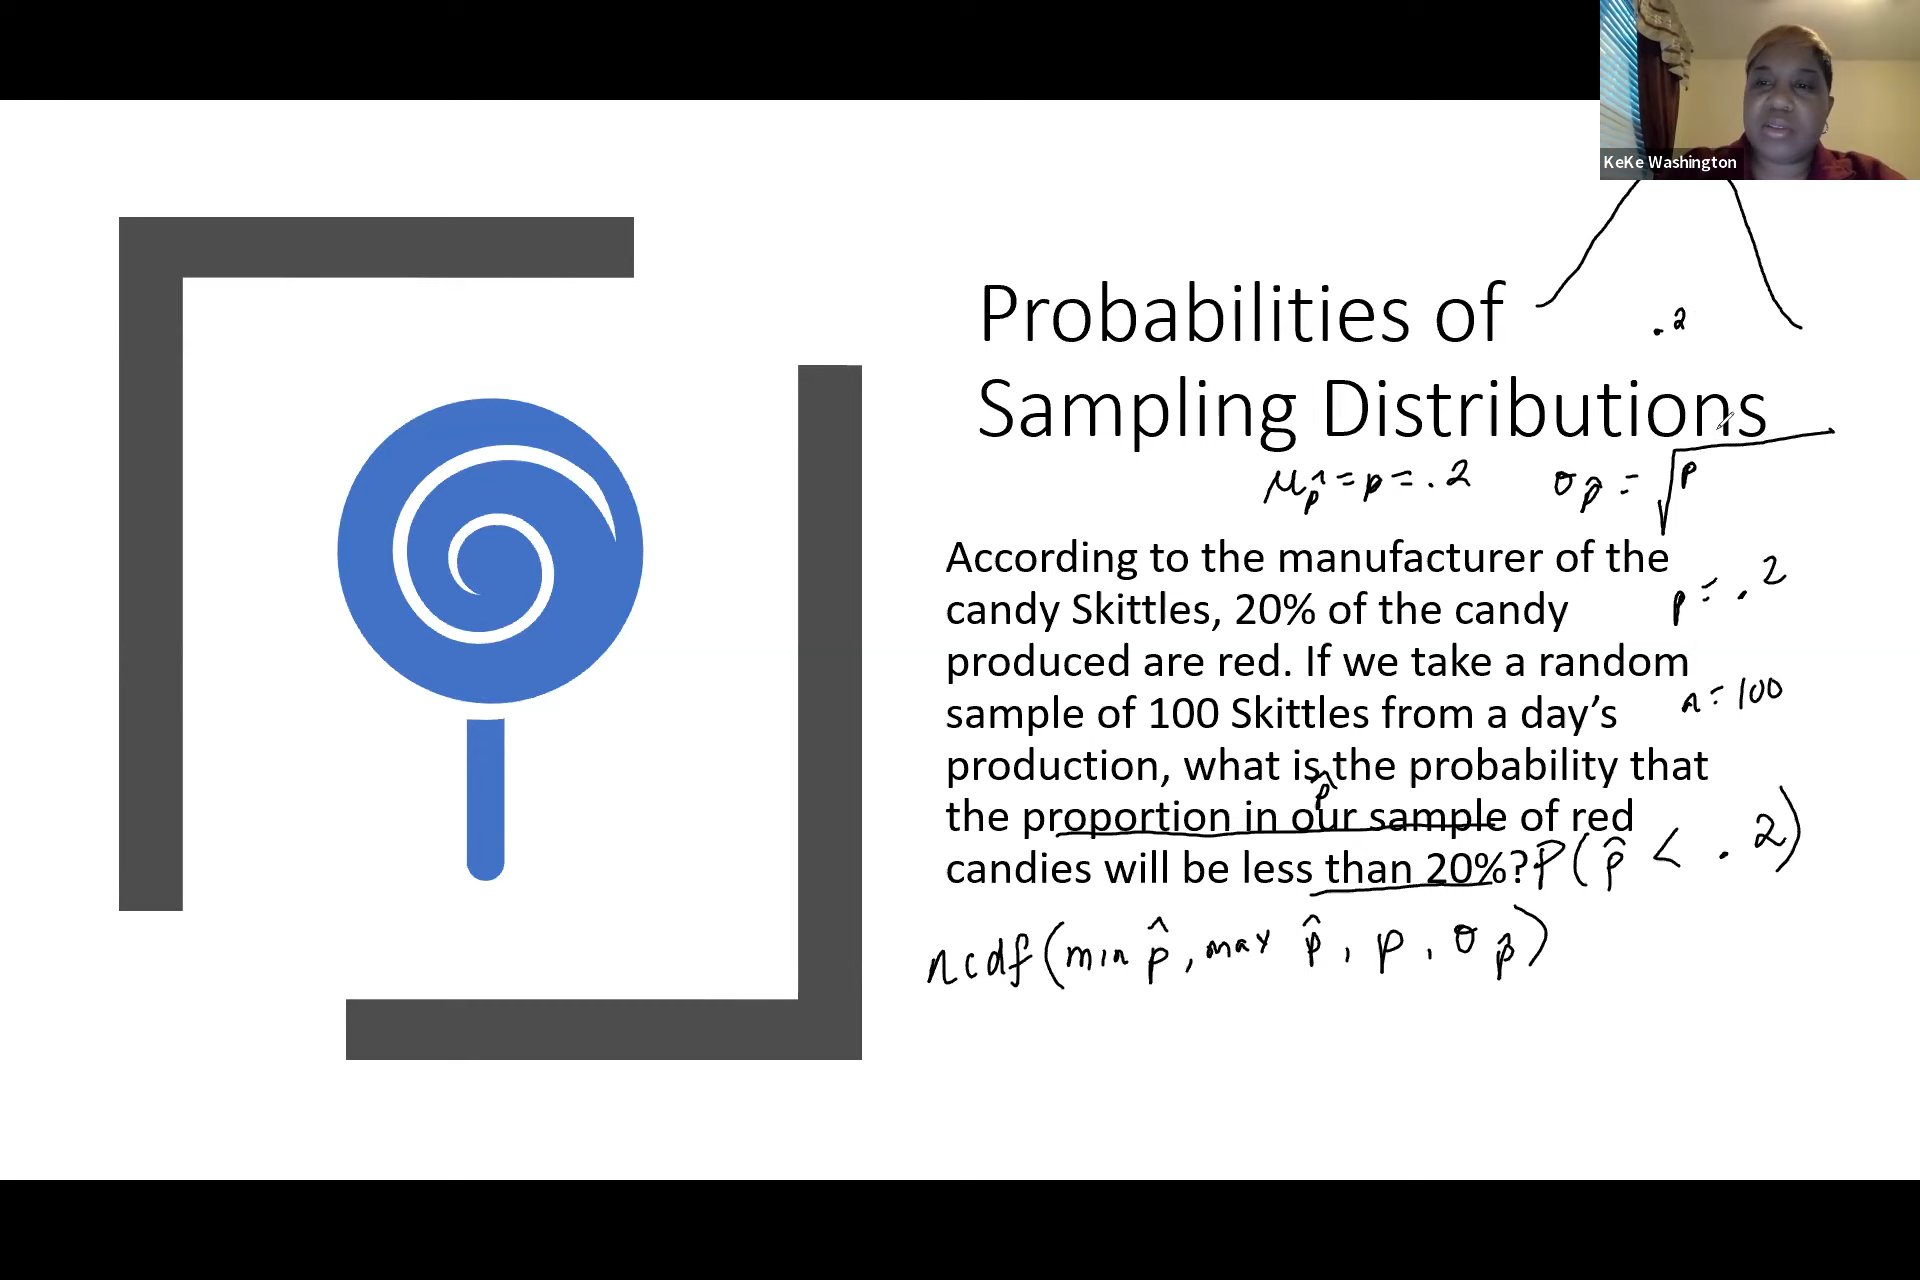 KeKe Washington
Probabilities of
.2
Sampling Distributions
μp̂ = p = .2 σp̂ = √p
According to the manufacturer of the
candy Skittles, 20% of the candy
p = .2
produced are red. If we take a random
sample of 100 Skittles from a day’s
n = 100
production, what is the probability that
p̂
the proportion in our sample of red
candies will be less than 20%? P(p̂ < .2)
ncdf(min p̂, max p̂, p, σp̂)